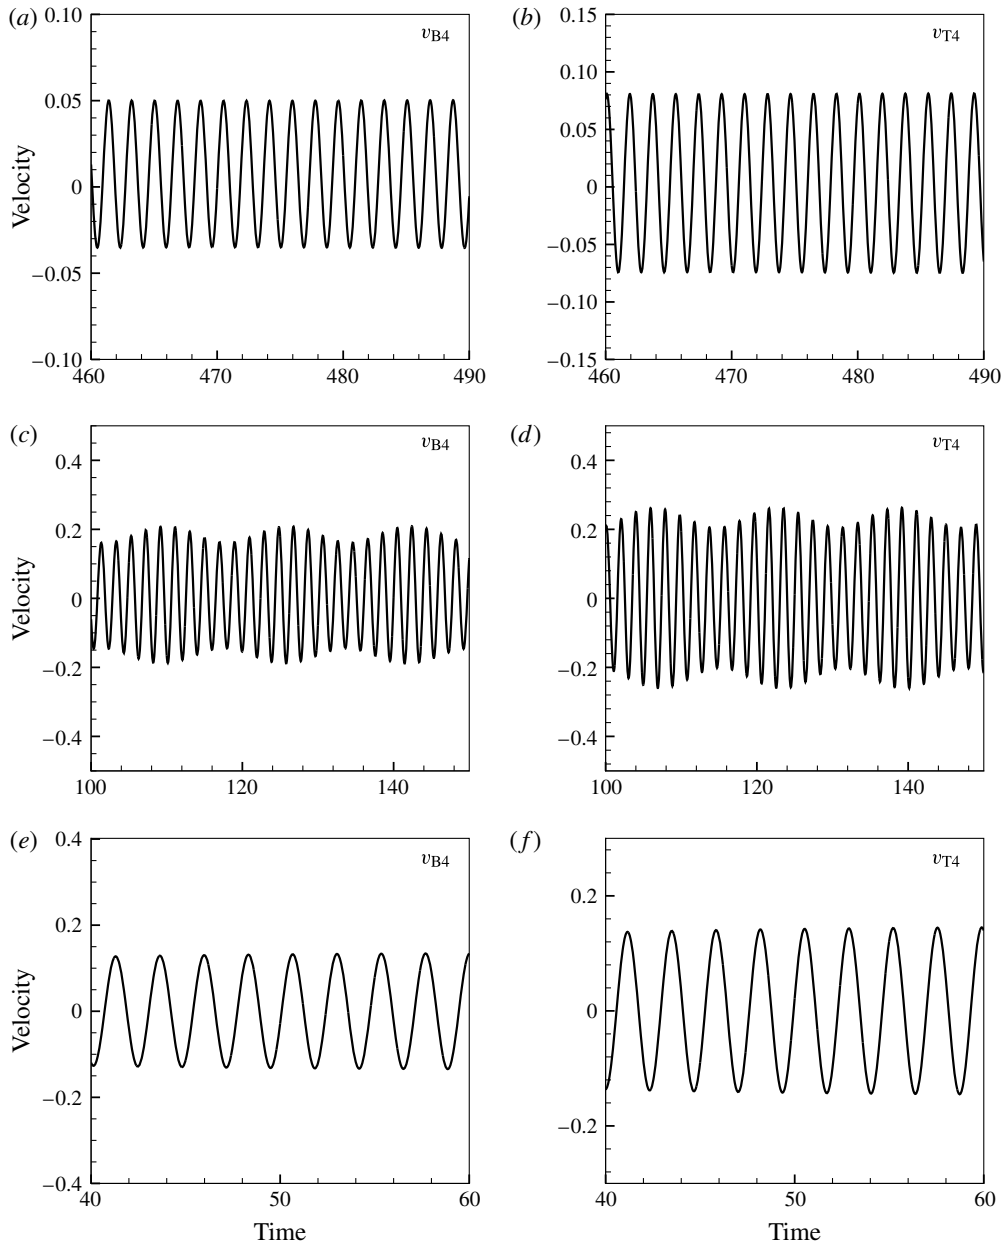 (a) 0.10 0.05 0 −0.05 −0.10 Velocity v_B4 460 470 480 490
(b) 0.15 0.10 0.05 0 −0.05 −0.10 −0.15 v_T4 460 470 480 490
(c) 0.4 0.2 0 −0.2 −0.4 Velocity v_B4 100 120 140
(d) 0.4 0.2 0 −0.2 −0.4 v_T4 100 120 140
(e) 0.4 0.2 0 −0.2 −0.4 Velocity v_B4 40 50 60 Time
(f) 0.2 0 −0.2 v_T4 40 50 60 Time